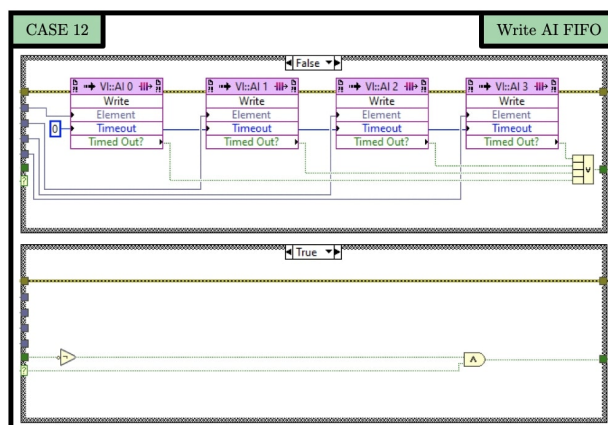 CASE 12 Write AI FIFO
False
VI::AI 0 VI::AI 1 VI::AI 2 VI::AI 3
Write Write Write Write
Element Element Element Element
0 Timeout Timeout Timeout Timeout
Timed Out? Timed Out? Timed Out? Timed Out?
V
?
True
Λ
?